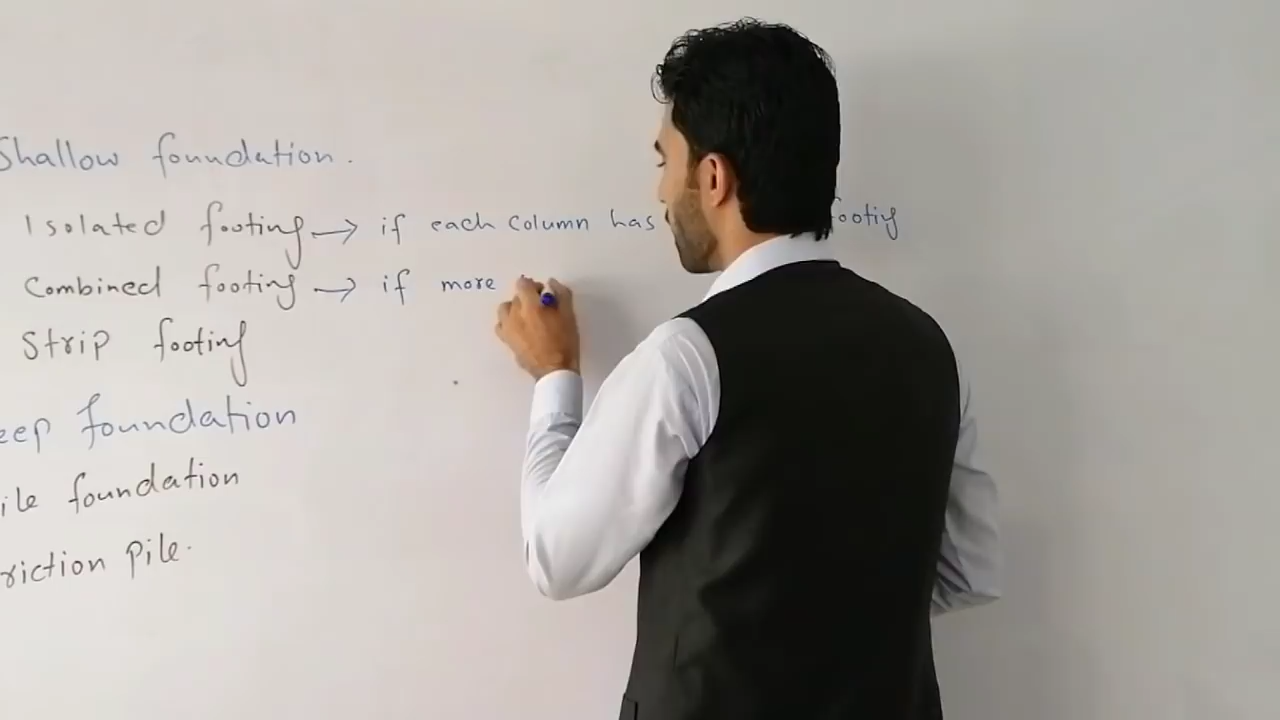 Shallow foundation.
Isolated footing → if each column has footing
Combined footing → if more
Strip footing
eep foundation
ile foundation
riction pile.